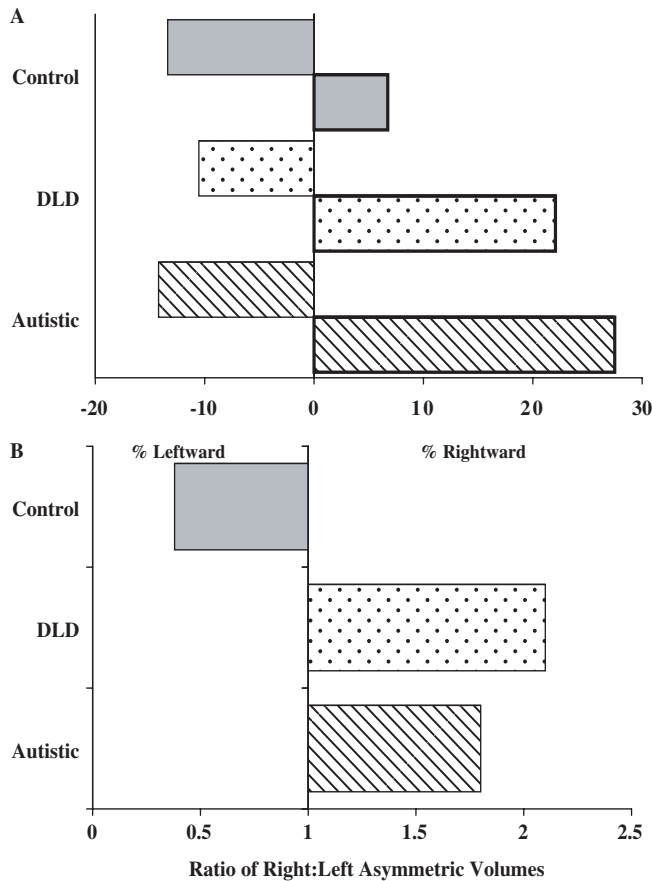 A
Control
DLD
Autistic
-20 -10 0 10 20 30
B % Leftward % Rightward
Control
DLD
Autistic
0 0.5 1 1.5 2 2.5
Ratio of Right:Left Asymmetric Volumes